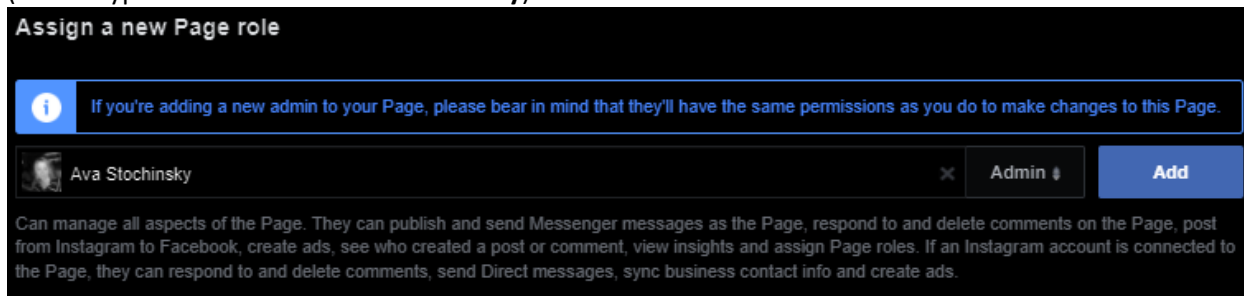 Assign a new Page role
If you're adding a new admin to your Page, please bear in mind that they'll have the same permissions as you do to make changes to this Page.
Ava Stochinsky Admin Add
Can manage all aspects of the Page. They can publish and send Messenger messages as the Page, respond to and delete comments on the Page, post
from Instagram to Facebook, create ads, see who created a post or comment, view insights and assign Page roles. If an Instagram account is connected to
the Page, they can respond to and delete comments, send Direct messages, sync business contact info and create ads.